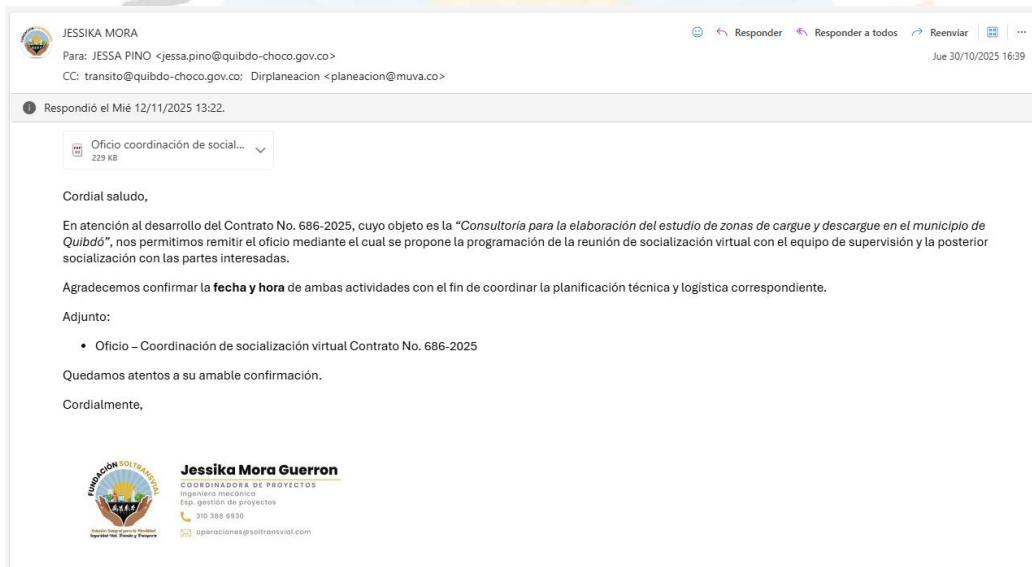 JESSIKA MORA
Responder
Responder a todos
Reenviar
Para: JESSA PINO <jessa.pino@quibdo-choco.gov.co>
Jue 30/10/2025 16:39
CC: transito@quibdo-choco.gov.co; Dirplaneacion <planeacion@muva.co>
Respondió el Mié 12/11/2025 13:22.
Oficio coordinación de social...
229 KB
Cordial saludo,
En atención al desarrollo del Contrato No. 686-2025, cuyo objeto es la "Consultoría para la elaboración del estudio de zonas de cargue y descargue en el municipio de
Quibdó", nos permitimos remitir el oficio mediante el cual se propone la programación de la reunión de socialización virtual con el equipo de supervisión y la posterior
socialización con las partes interesadas.
Agradecemos confirmar la fecha y hora de ambas actividades con el fin de coordinar la planificación técnica y logística correspondiente.
Adjunto:
• Oficio – Coordinación de socialización virtual Contrato No. 686-2025
Quedamos atentos a su amable confirmación.
Cordialmente,
FUNDACIÓN SOLTRANSVIAL
Jessika Mora Guerron
COORDINADORA DE PROYECTOS
Ingeniera mecánica
Esp. gestión de proyectos
310 388 6930
operaciones@soltransvial.com